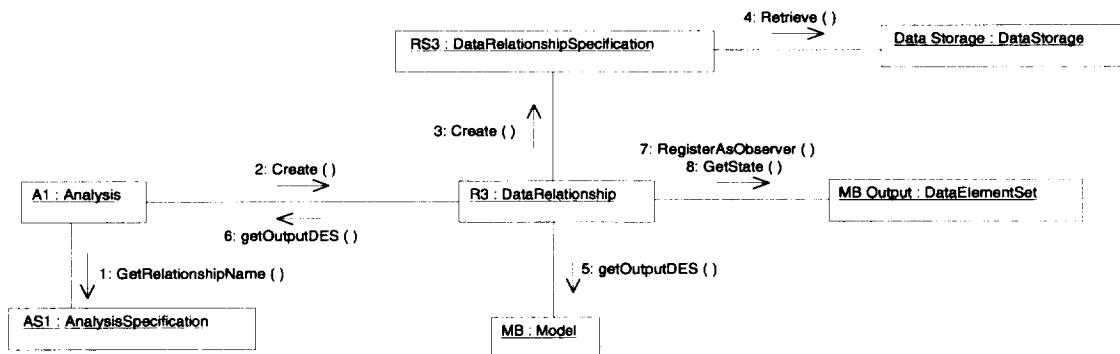 4: Retrieve ( )
RS3 : DataRelationshipSpecification
Data Storage : DataStorage
3: Create ( )
7: RegisterAsObserver ( )
2: Create ( )
8: GetState ( )
A1 : Analysis
R3 : DataRelationship
MB Output : DataElementSet
6: getOutputDES ( )
1: GetRelationshipName ( )
5: getOutputDES ( )
AS1 : AnalysisSpecification
MB : Model